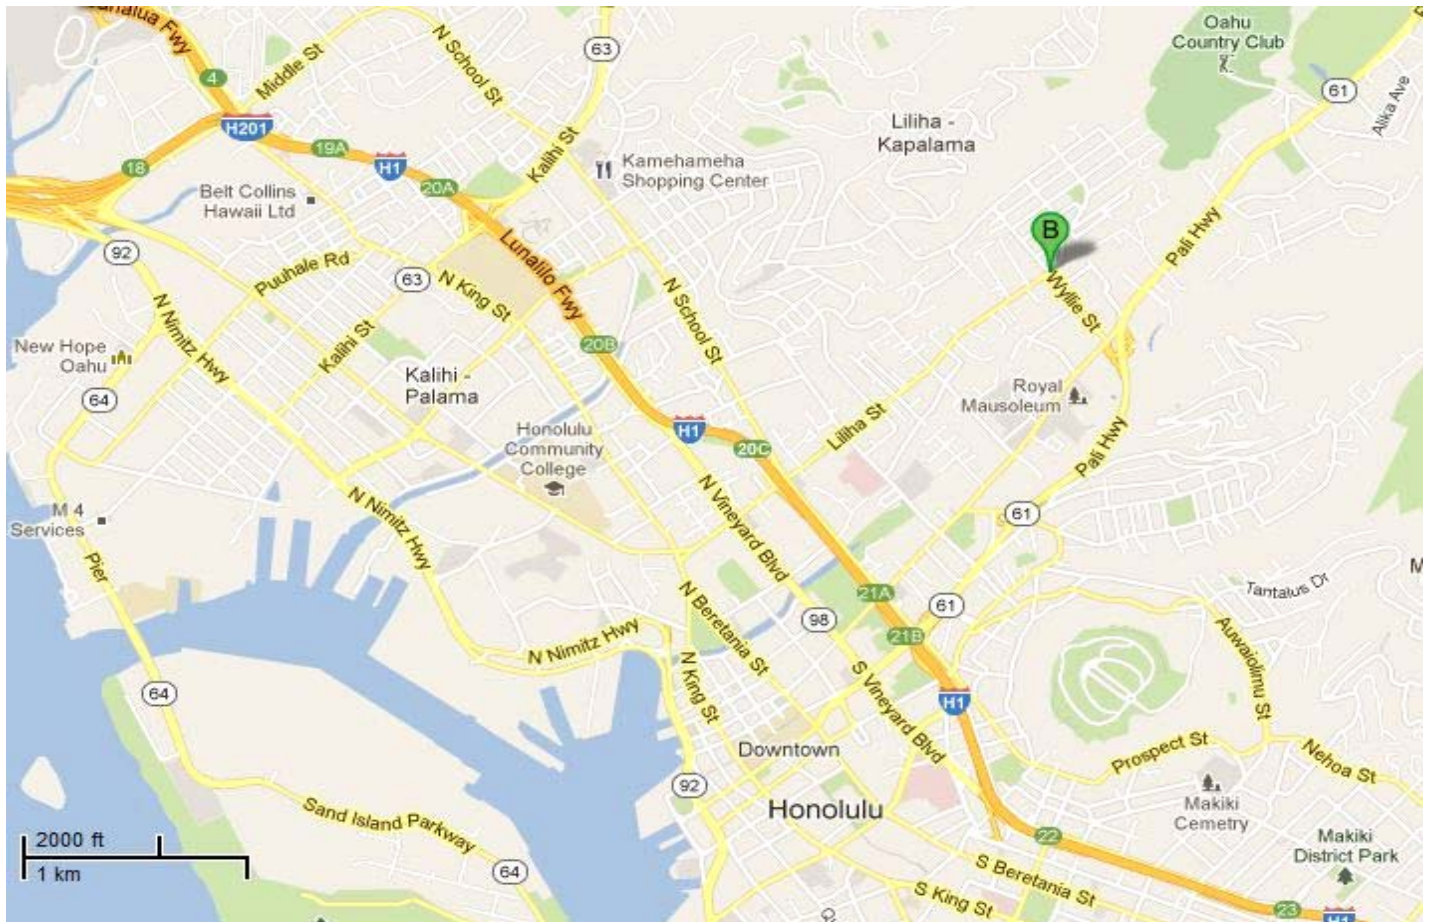 Fwy
4
Middle St
N School St
63
Oahu
Country Club
61
Alika Ave
H201
19A
H1
18
20A
Kalihi St
Kamehameha
Shopping Center
Liliha -
Kapalama
Belt Collins
Hawaii Ltd
B
Pali Hwy
92
Puuhale Rd
63
N King St
Lunalilo Fwy
N School St
Wyllie St
N Nimitz Hwy
New Hope
Oahu
Kalihi St
20B
64
Kalihi -
Palama
Royal
Mausoleum
Liliha St
Pali Hwy
H1
20C
Honolulu
Community
College
N Vineyard Blvd
M 4
Services
N Nimitz Hwy
61
Pier
N Beretania St
21A
61
Tantalus Dr
98
21B
Auwaiolimu St
N Nimitz Hwy
N King St
S Vineyard Blvd
64
H1
Downtown
Prospect St
Nehoa St
92
Honolulu
Makiki
Cemetry
Sand Island Parkway
22
Makiki
District Park
2000 ft
1 km
64
S Beretania St
S King St
23
H1